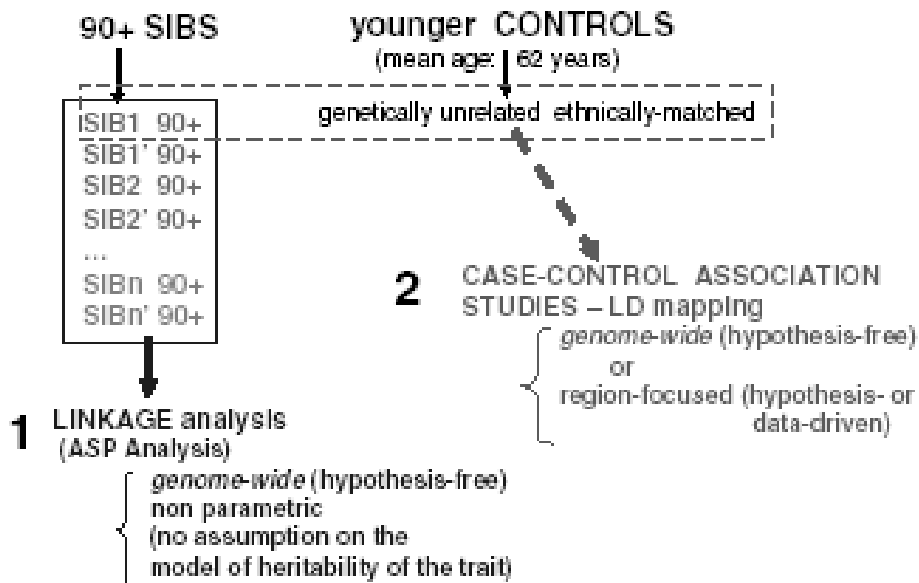 90+ SIBS
younger CONTROLS
(mean age: 62 years)
genetically unrelated ethnically-matched
SIB1 90+
SIB1' 90+
SIB2 90+
SIB2' 90+
...
SIBn 90+
SIBn' 90+
1 LINKAGE analysis
(ASP Analysis)
genome-wide (hypothesis-free)
non parametric
(no assumption on the
model of heritability of the trait)
2 CASE-CONTROL ASSOCIATION
STUDIES – LD mapping
genome-wide (hypothesis-free)
or
region-focused (hypothesis- or
data-driven)